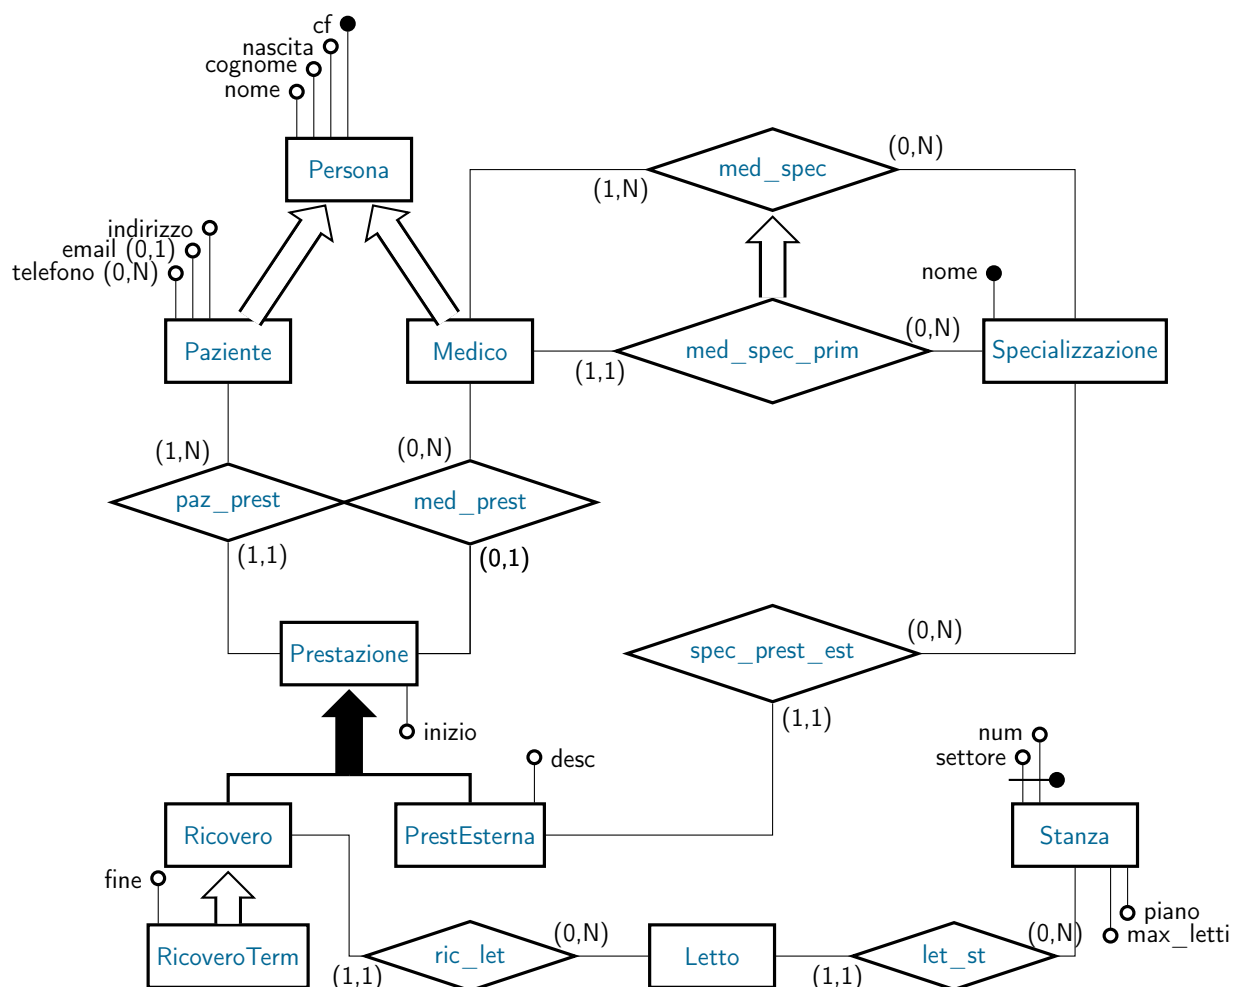 cf
nascita
cognome
nome
Persona
med_spec
(0,N)
(1,N)
indirizzo
email (0,1)
telefono (0,N)
nome
Paziente
Medico
med_spec_prim
(0,N)
(1,1)
Specializzazione
(1,N)
(0,N)
paz_prest
med_prest
(1,1)
(0,1)
Prestazione
spec_prest_est
(0,N)
(1,1)
inizio
num
desc
settore
Ricovero
PrestEsterna
Stanza
fine
piano
max_letti
RicoveroTerm
(1,1)
ric_let
(0,N)
Letto
(1,1)
let_st
(0,N)